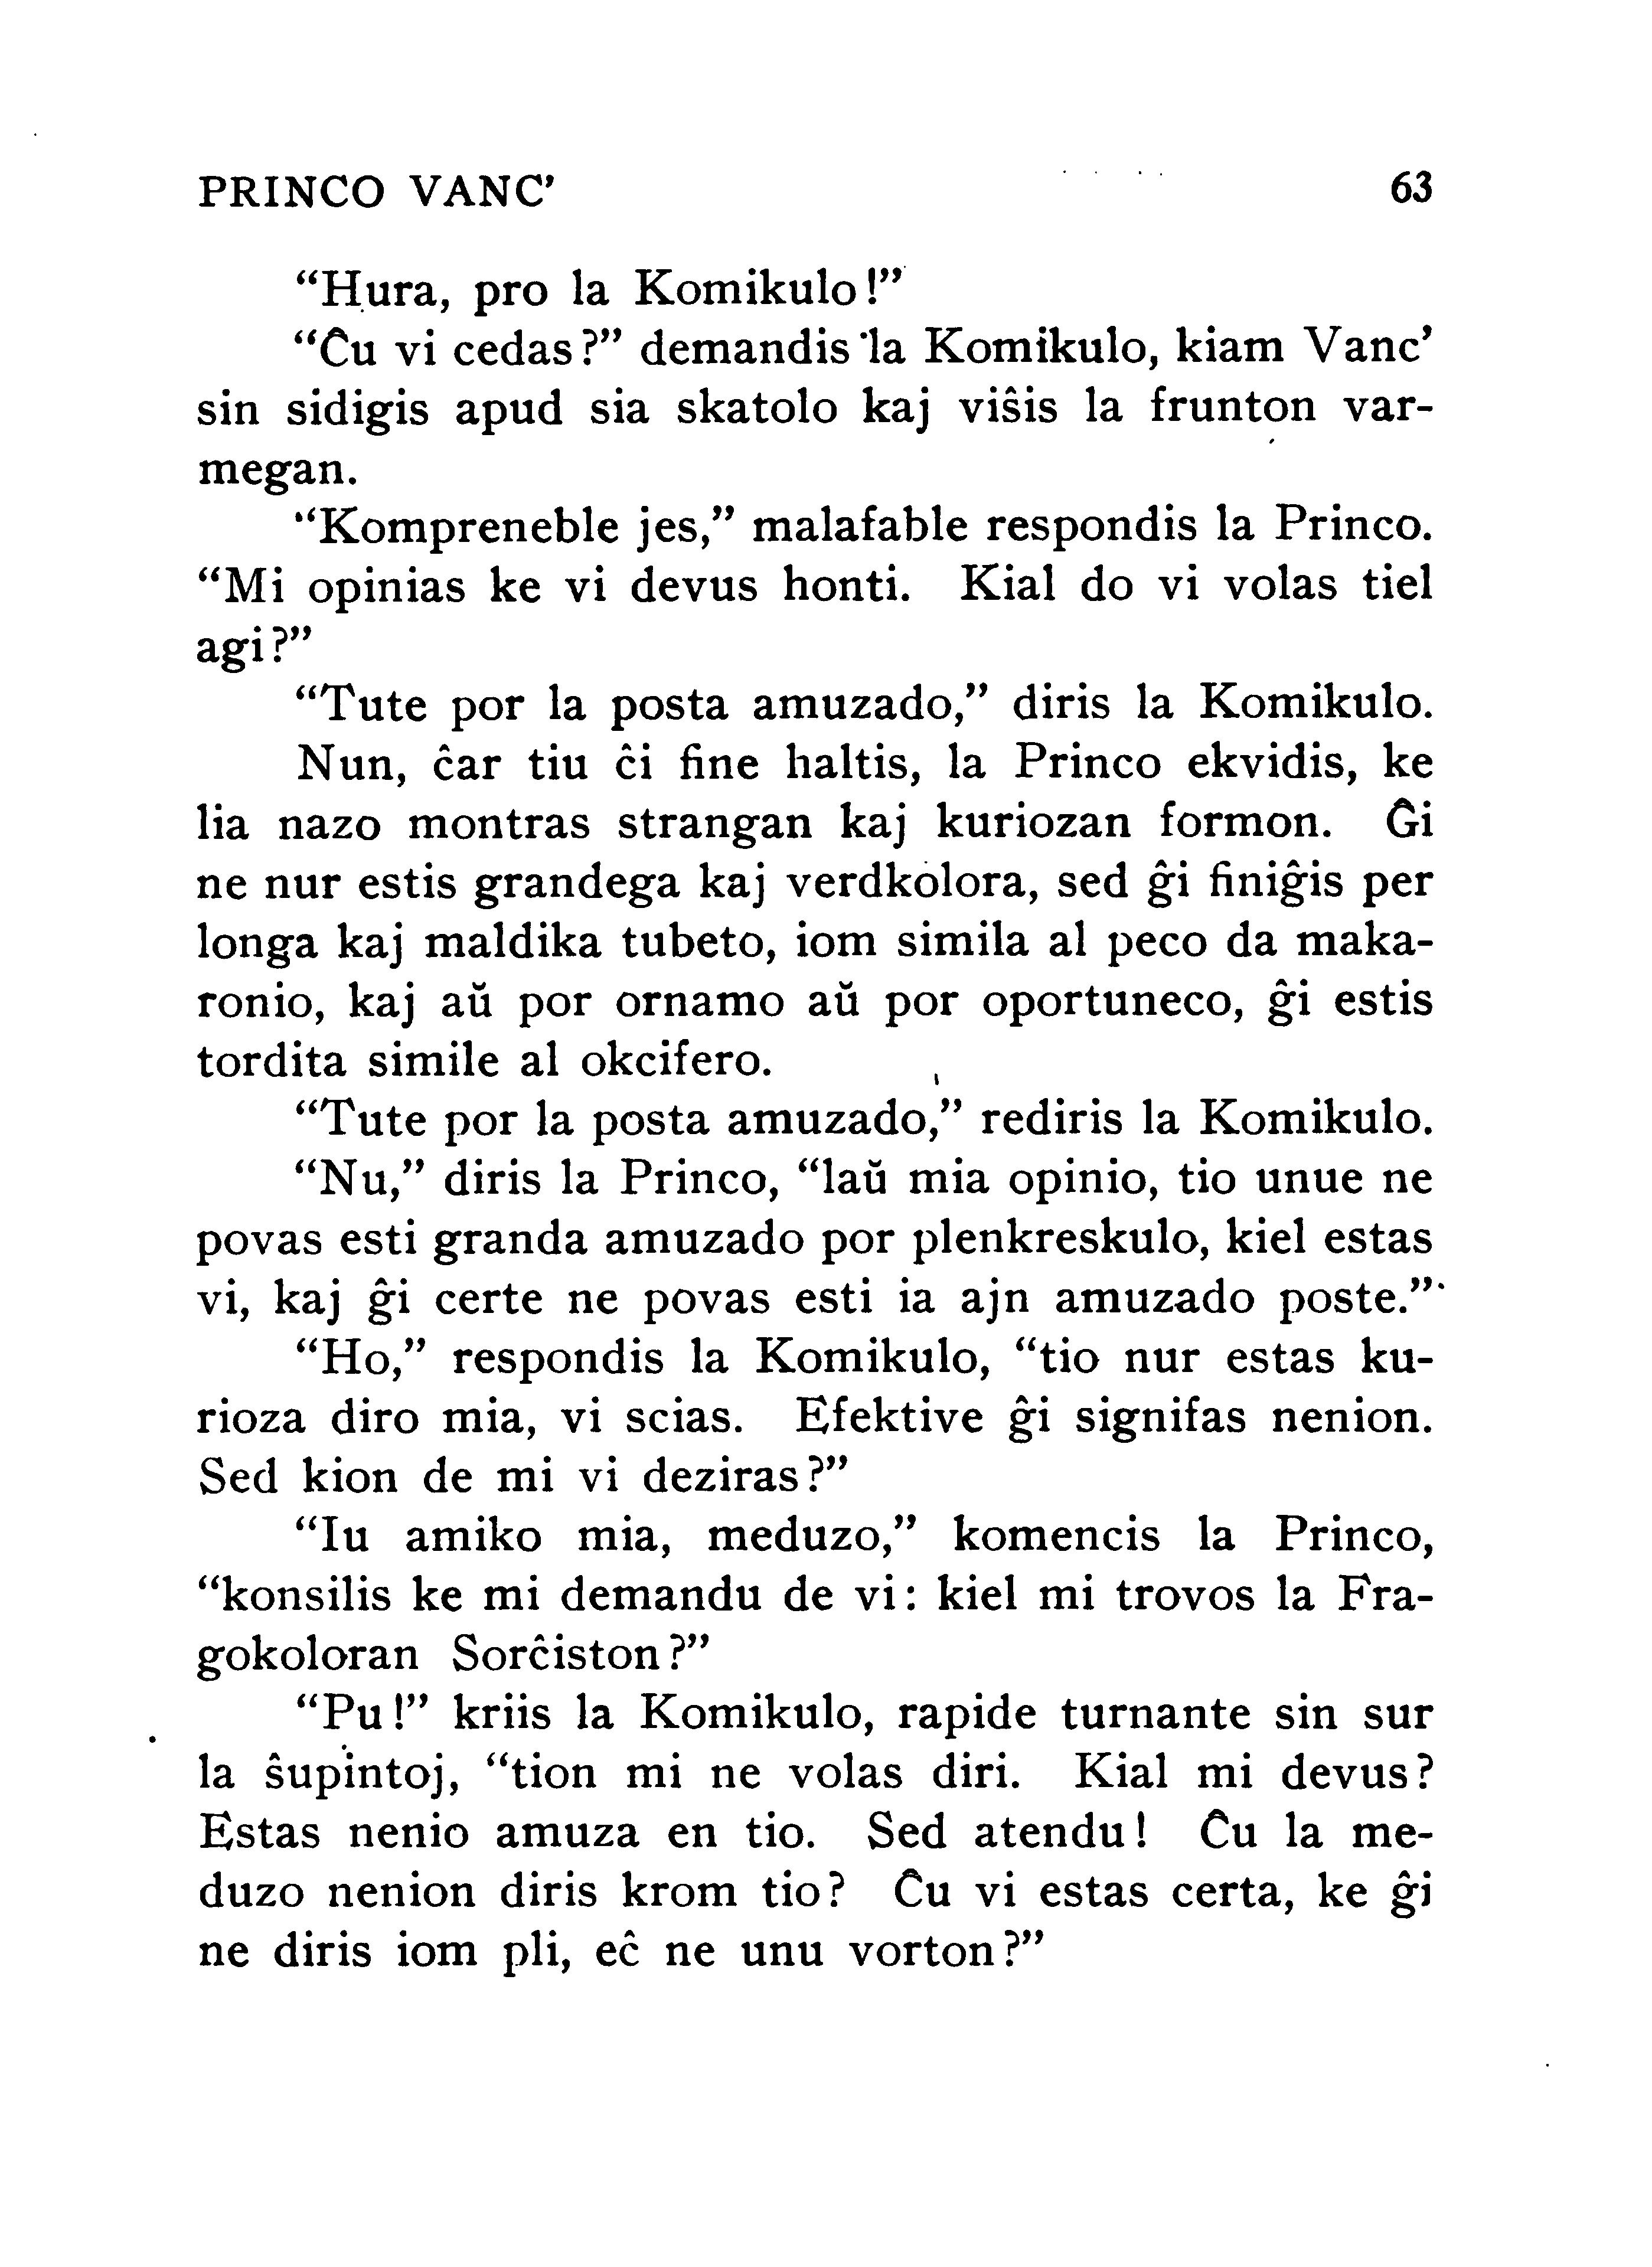 PRINCO VANC’ 63
“Hura, pro la Komikulo!”
“Ĉu vi cedas?” demandis la Komikulo, kiam Vanc’
sin sidigis apud sia skatolo kaj viŝis la frunton var-
megan.
“Kompreneble jes,” malafable respondis la Princo.
“Mi opinias ke vi devus honti. Kial do vi volas tiel
agi?”
“Tute por la posta amuzado,” diris la Komikulo.
Nun, ĉar tiu ĉi fine haltis, la Princo ekvidis, ke
lia nazo montras strangan kaj kuriozan formon. Ĝi
ne nur estis grandega kaj verdkolora, sed ĝi finiĝis per
longa kaj maldika tubeto, iom simila al peco da maka-
ronio, kaj aŭ por ornamo aŭ por oportuneco, ĝi estis
tordita simile al okcifero.
“Tute por la posta amuzado,” rediris la Komikulo.
“Nu,” diris la Princo, “laŭ mia opinio, tio unue ne
povas esti granda amuzado por plenkreskulo, kiel estas
vi, kaj ĝi certe ne povas esti ia ajn amuzado poste.”
“Ho,” respondis la Komikulo, “tio nur estas ku-
rioza diro mia, vi scias. Efektive ĝi signifas nenion.
Sed kion de mi vi deziras?”
“Iu amiko mia, meduzo,” komencis la Princo,
“konsilis ke mi demandu de vi: kiel mi trovos la Fra-
gokoloran Sorĉiston?”
“Pu!” kriis la Komikulo, rapide turnante sin sur
la ŝupintoj, “tion mi ne volas diri. Kial mi devus?
Estas nenio amuza en tio. Sed atendu! Ĉu la me-
duzo nenion diris krom tio? Ĉu vi estas certa, ke ĝi
ne diris iom pli, eĉ ne unu vorton?”